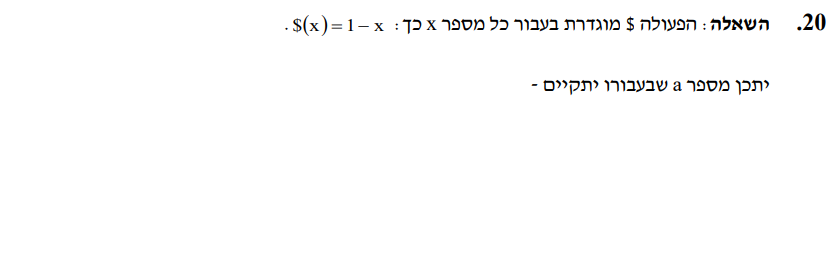 20. השאלה: הפעולה $ מוגדרת בעבור כל מספר x כך: $(x)=1−x .
יתכן מספר a שבעבורו יתקיים -